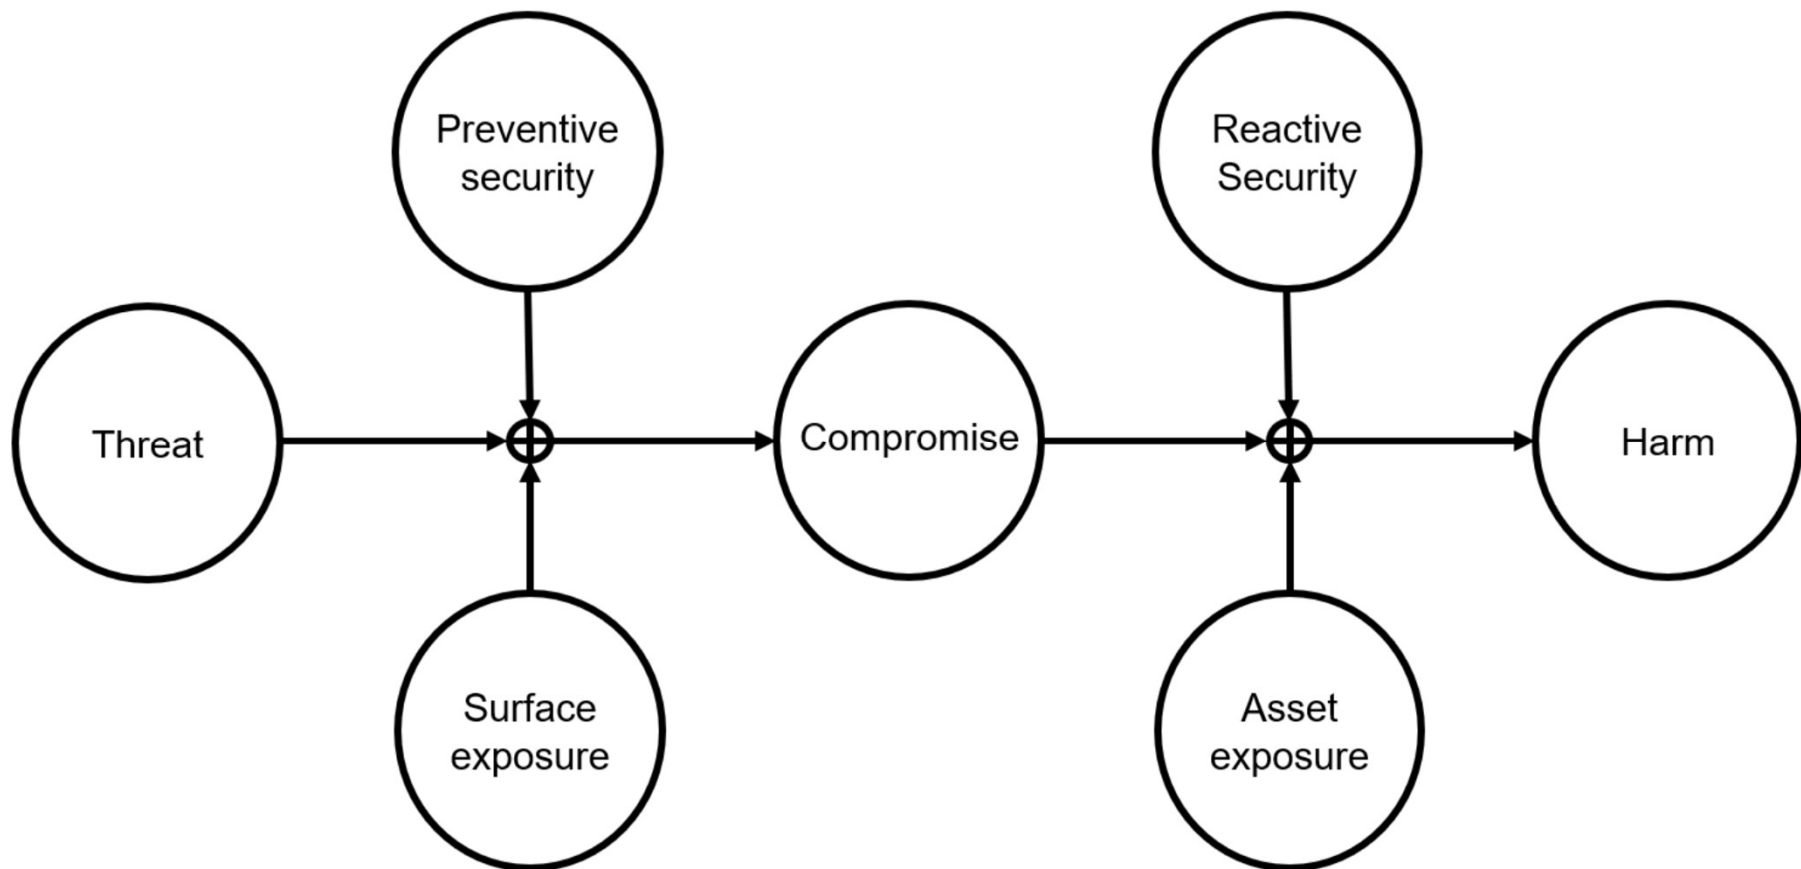 Preventive
security
Reactive
Security
Threat
Compromise
Harm
Surface
exposure
Asset
exposure